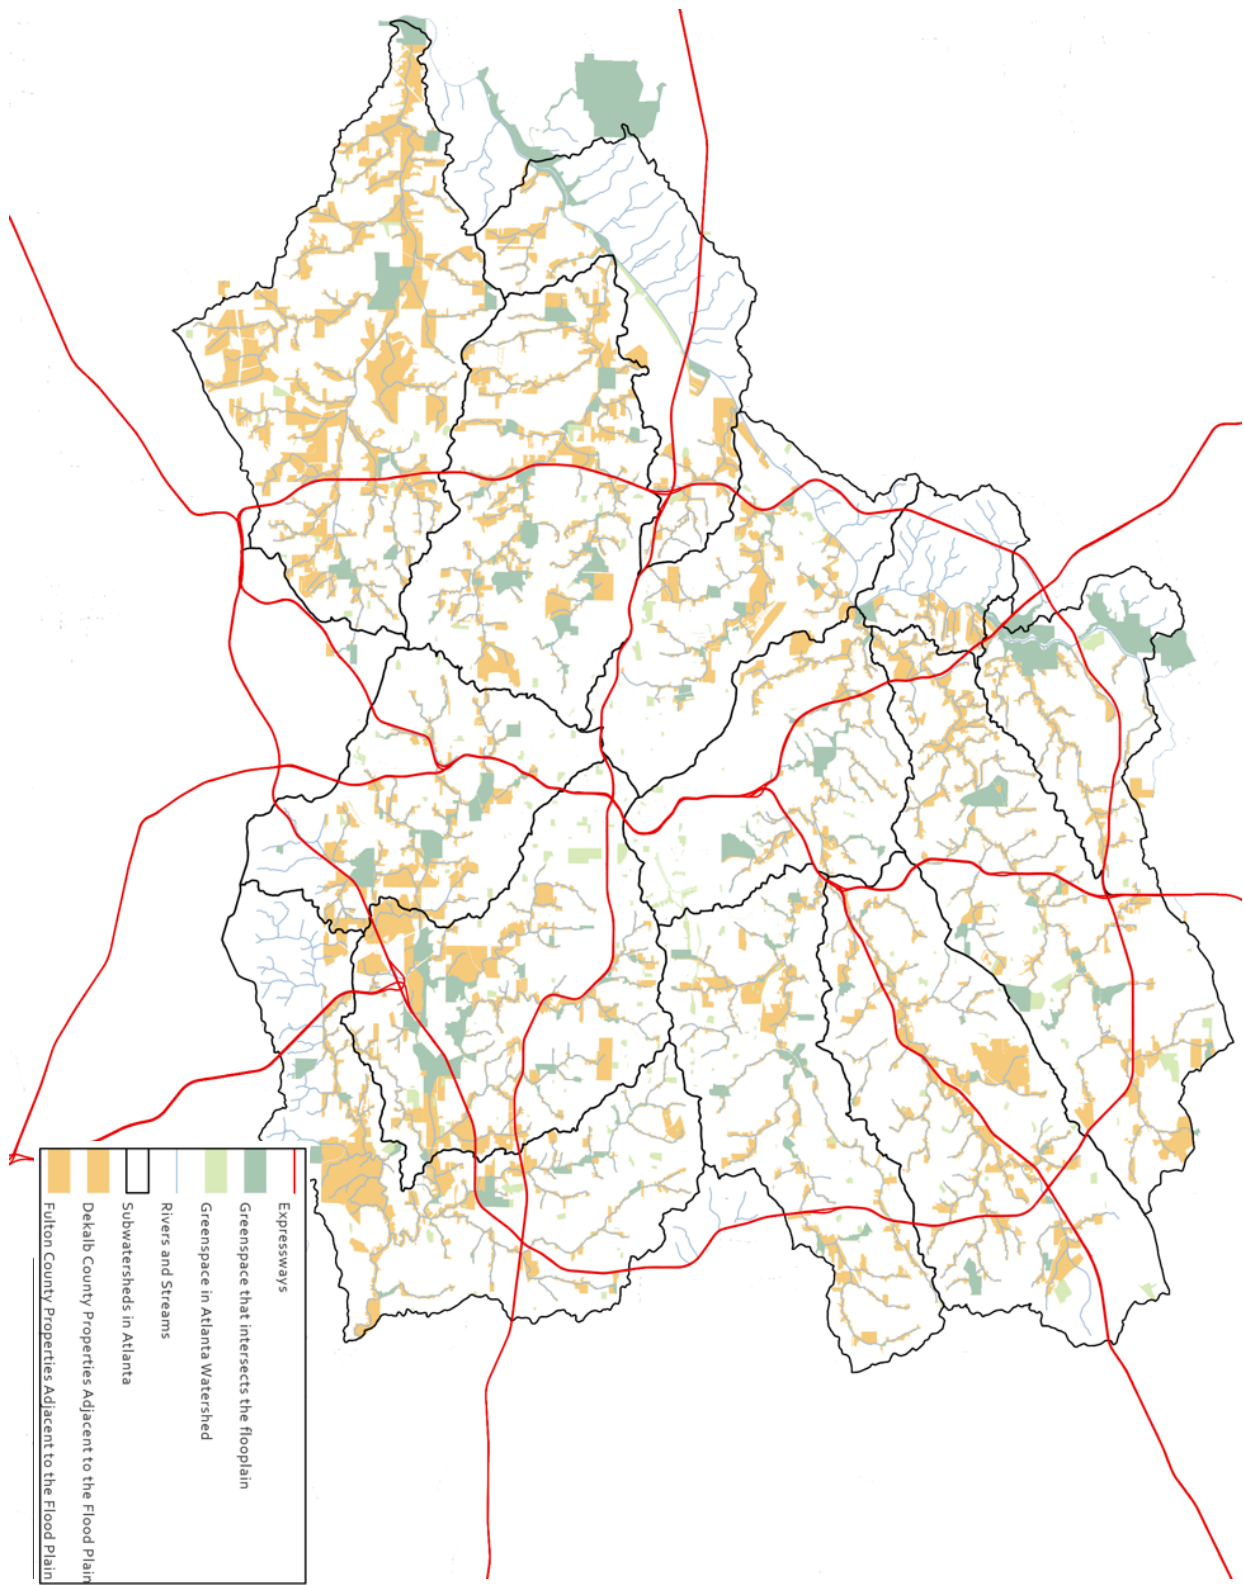 Expressways
Greenspace that intersects the flooplain
Greenspace in Atlanta Watershed
Rivers and Streams
Subwatersheds in Atlanta
Dekalb County Properties Adjacent to the Flood Plain
Fulton County Properties Adjacent to the Flood Plain